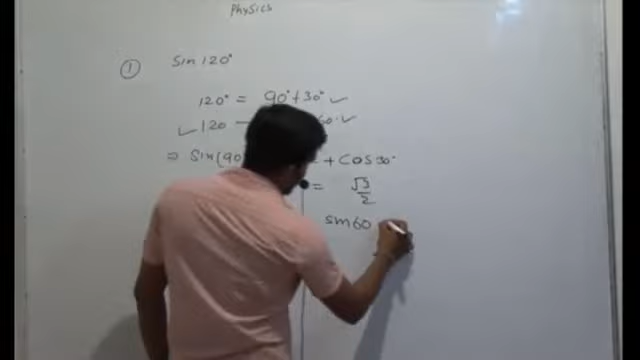 Physics
① Sin 120°
120° = 90° + 30° ✓
✓ 120
⇒ Sin(90 + Cos 30°
= √3/2
Sin 60